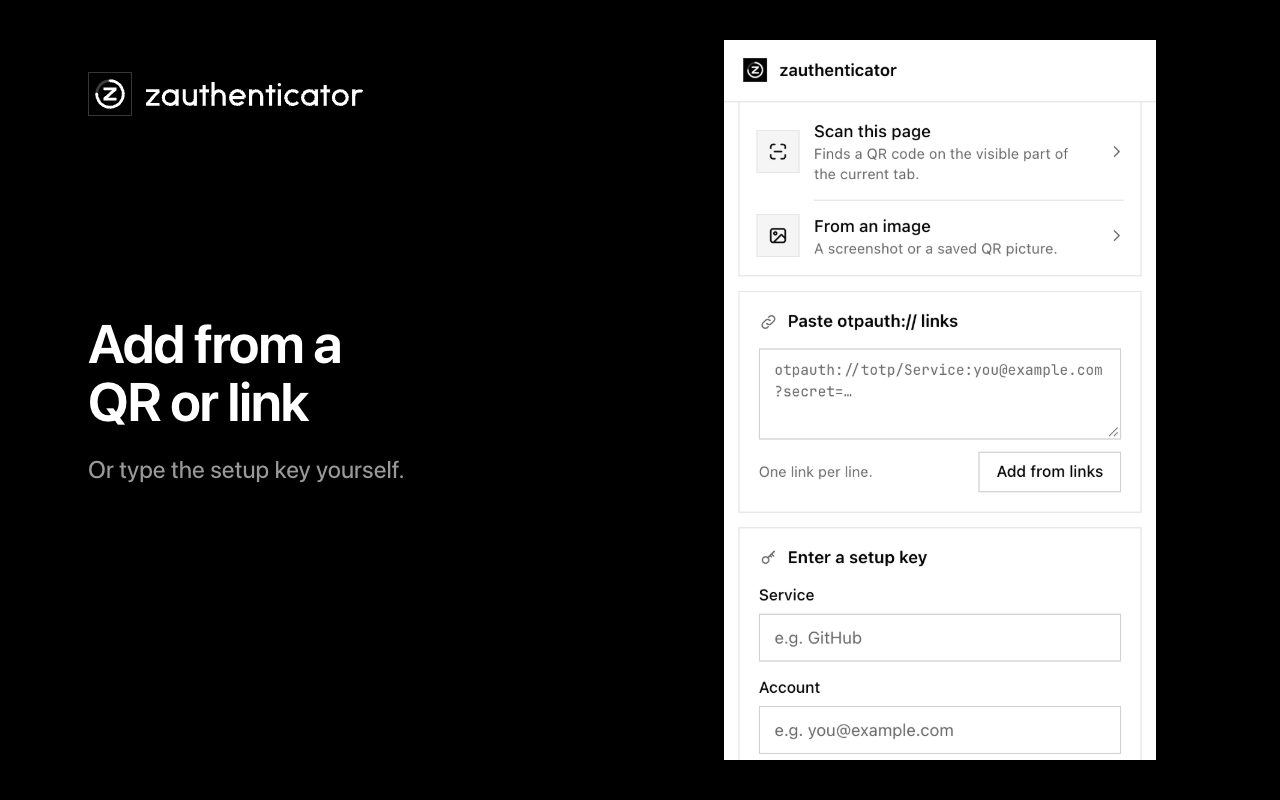 zauthenticator
Add from a
QR or link
Or type the setup key yourself.
zauthenticator
Scan this page
Finds a QR code on the visible part of
the current tab.
From an image
A screenshot or a saved QR picture.
Paste otpauth:// links
otpauth://totp/Service:you@example.com
?secret=…
One link per line.
Add from links
Enter a setup key
Service
e.g. GitHub
Account
e.g. you@example.com